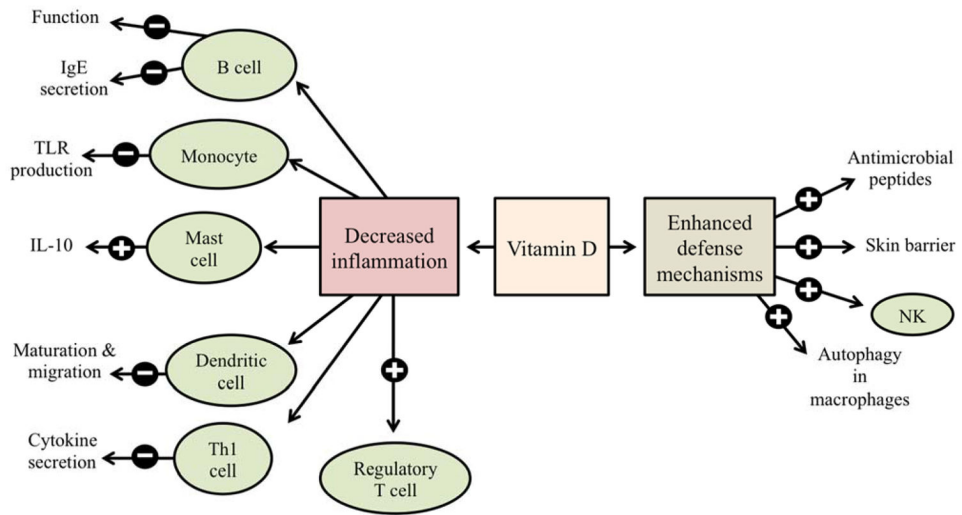 Function
IgE
secretion
B cell
TLR
production
Monocyte
IL-10
Mast
cell
Maturation &
migration
Dendritic
cell
Cytokine
secretion
Th1
cell
Regulatory
T cell
Decreased
inflammation
Vitamin D
Enhanced
defense
mechanisms
Antimicrobial
peptides
Skin barrier
NK
Autophagy
in
macrophages